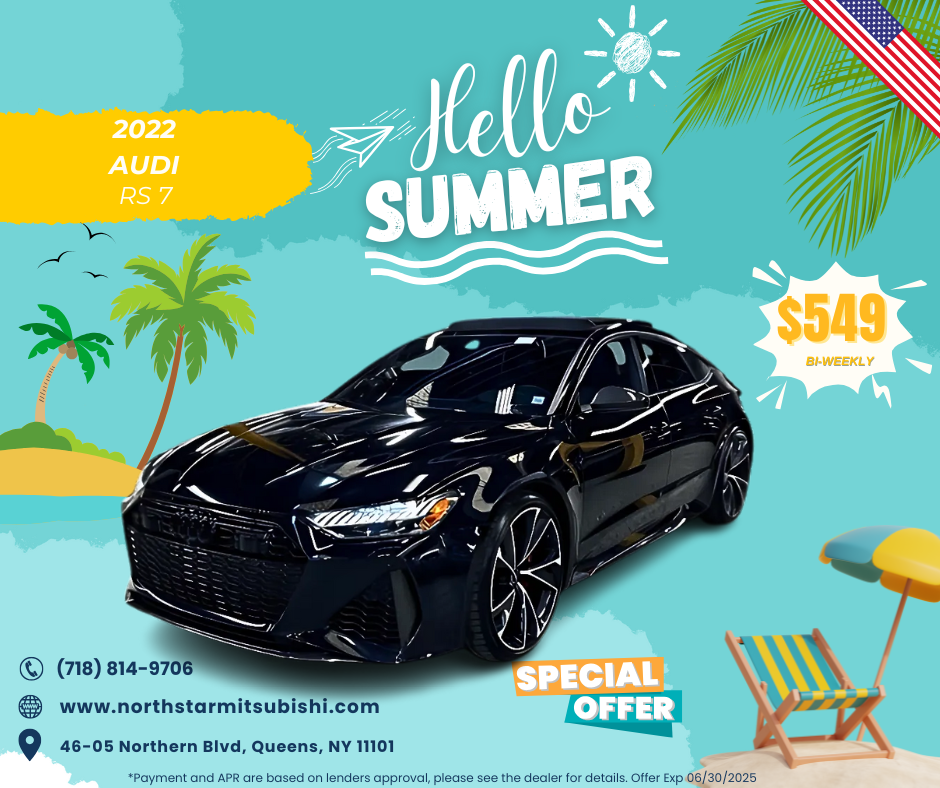 Hello
SUMMER
2022
AUDI
RS 7
$549
BI-WEEKLY
SPECIAL
OFFER
(718) 814-9706
www.northstarmitsubishi.com
46-05 Northern Blvd, Queens, NY 11101
*Payment and APR are based on lenders approval, please see the dealer for details. Offer Exp 06/30/2025